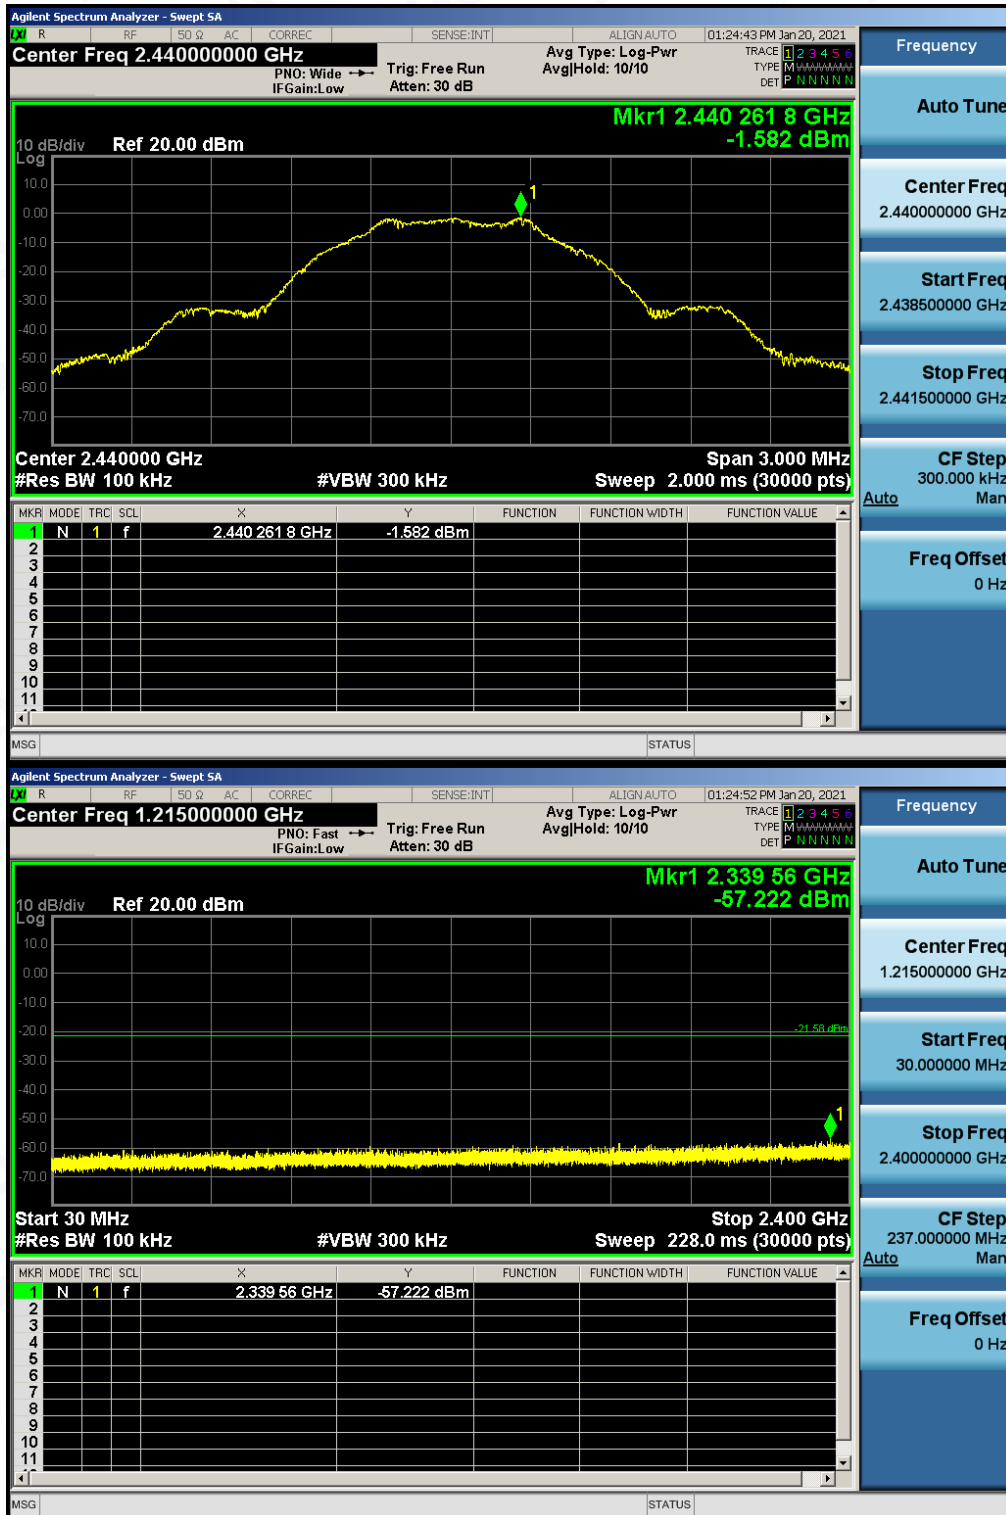 Agilent Spectrum Analyzer - Swept SA
LXI R RF 50 Ω AC CORREC SENSE:INT ALIGN AUTO 01:24:43 PM Jan 20, 2021
Center Freq 2.440000000 GHz
PNO: Wide
IFGain:Low
Trig: Free Run
Atten: 30 dB
Avg Type: Log-Pwr
Avg|Hold: 10/10
TRACE 1 2 3 4 5 6
TYPE M WWWWW
DET P N N N N N
Mkr1 2.440 261 8 GHz
-1.582 dBm
10 dB/div Ref 20.00 dBm
Log
1
10.0
0.00
-10.0
-20.0
-30.0
-40.0
-50.0
-60.0
-70.0
Center 2.440000 GHz Span 3.000 MHz
#Res BW 100 kHz #VBW 300 kHz Sweep 2.000 ms (30000 pts)
MKR MODE TRC SCL X Y FUNCTION FUNCTION WIDTH FUNCTION VALUE
1 N 1 f 2.440 261 8 GHz -1.582 dBm
2
3
4
5
6
7
8
9
10
11
MSG STATUS
Frequency
Auto Tune
Center Freq
2.440000000 GHz
Start Freq
2.438500000 GHz
Stop Freq
2.441500000 GHz
CF Step
300.000 kHz
Auto Man
Freq Offset
0 Hz
Agilent Spectrum Analyzer - Swept SA
LXI R RF 50 Ω AC CORREC SENSE:INT ALIGN AUTO 01:24:52 PM Jan 20, 2021
Center Freq 1.215000000 GHz
PNO: Fast
IFGain:Low
Trig: Free Run
Atten: 30 dB
Avg Type: Log-Pwr
Avg|Hold: 10/10
TRACE 1 2 3 4 5 6
TYPE M WWWWW
DET P N N N N N
Mkr1 2.339 56 GHz
-57.222 dBm
10 dB/div Ref 20.00 dBm
Log
10.0
0.00
-10.0
-20.0
-21.58 dBm
-30.0
-40.0
-50.0
1
-60.0
-70.0
Start 30 MHz Stop 2.400 GHz
#Res BW 100 kHz #VBW 300 kHz Sweep 228.0 ms (30000 pts)
MKR MODE TRC SCL X Y FUNCTION FUNCTION WIDTH FUNCTION VALUE
1 N 1 f 2.339 56 GHz -57.222 dBm
2
3
4
5
6
7
8
9
10
11
MSG STATUS
Frequency
Auto Tune
Center Freq
1.215000000 GHz
Start Freq
30.000000 MHz
Stop Freq
2.400000000 GHz
CF Step
237.000000 MHz
Auto Man
Freq Offset
0 Hz